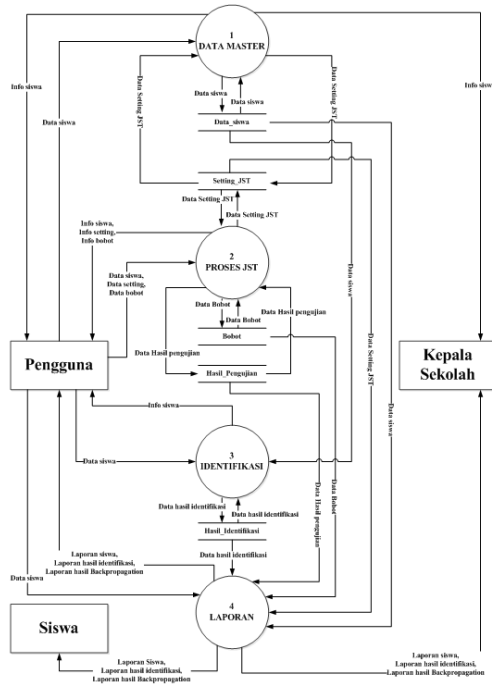 1
DATA MASTER
Info siswa
Data siswa
Data Setting
JST
Data
siswa
Data siswa
Data_siswa
Data Setting
JST
Info siswa
Setting_JST
Data Setting
JST
Data Setting JST
Info siswa,
Info setting,
Info bobot
2
PROSES JST
Data siswa,
Data setting,
Data bobot
Data siswa
Data Bobot
Data Bobot
Data Hasil pengujian
Bobot
Data Hasil pengujian
Data Setting JST
Pengguna
Kepala
Sekolah
Hasil_Pengujian
Info siswa
Data siswa
3
IDENTIFIKASI
Data siswa
Data Bobot
Data Hasil pengujian
Data hasil identifikasi
Data hasil identifikasi
Hasil_Identifikasi
Data hasil identifikasi
Laporan siswa,
Laporan hasil identifikasi,
Laporan hasil Backpropagation
Data siswa
4
LAPORAN
Siswa
Laporan Siswa,
Laporan hasil identifikasi,
Laporan hasil Backpropagation
Laporan siswa,
Laporan hasil identifikasi,
Laporan hasil Backpropagation